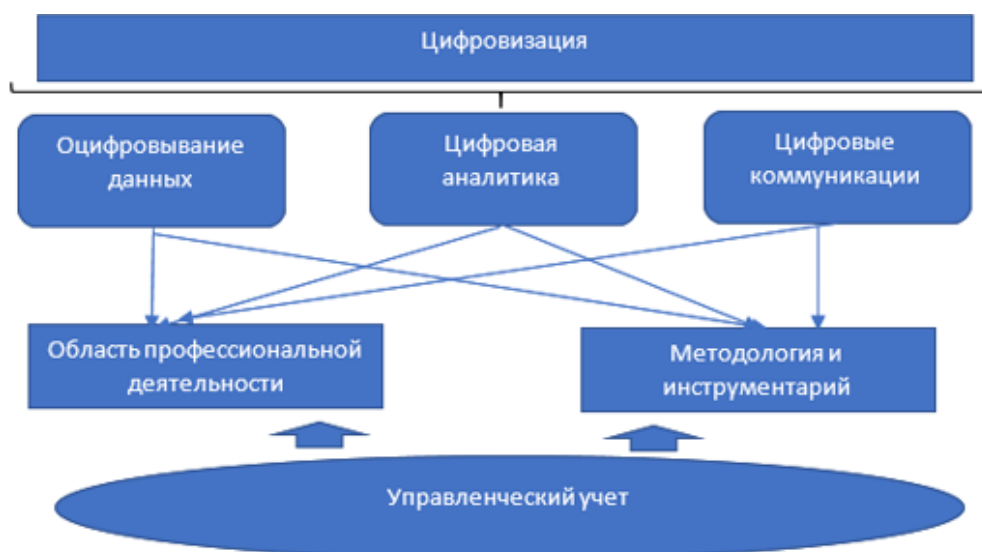 Цифровизация
Оцифровывание
данных
Цифровая
аналитика
Цифровые
коммуникации
Область профессиональной
деятельности
Методология и
инструментарий
Управленческий учет